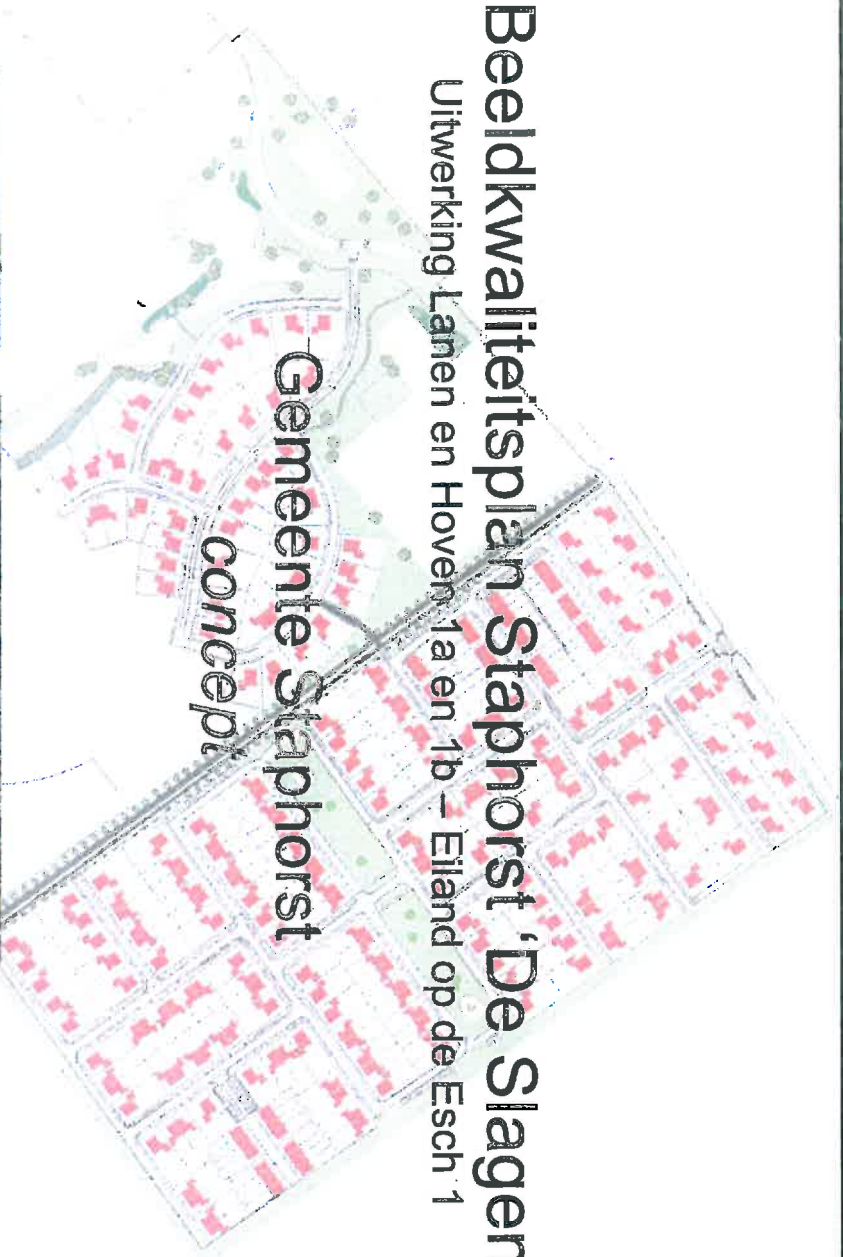 Beeldkwaliteitsplan Staphorst ‘De Slagen
Uitwerking Lanen en Hoven 1a en 1b – Eiland op de Esch 1
Gemeente Staphorst
concept